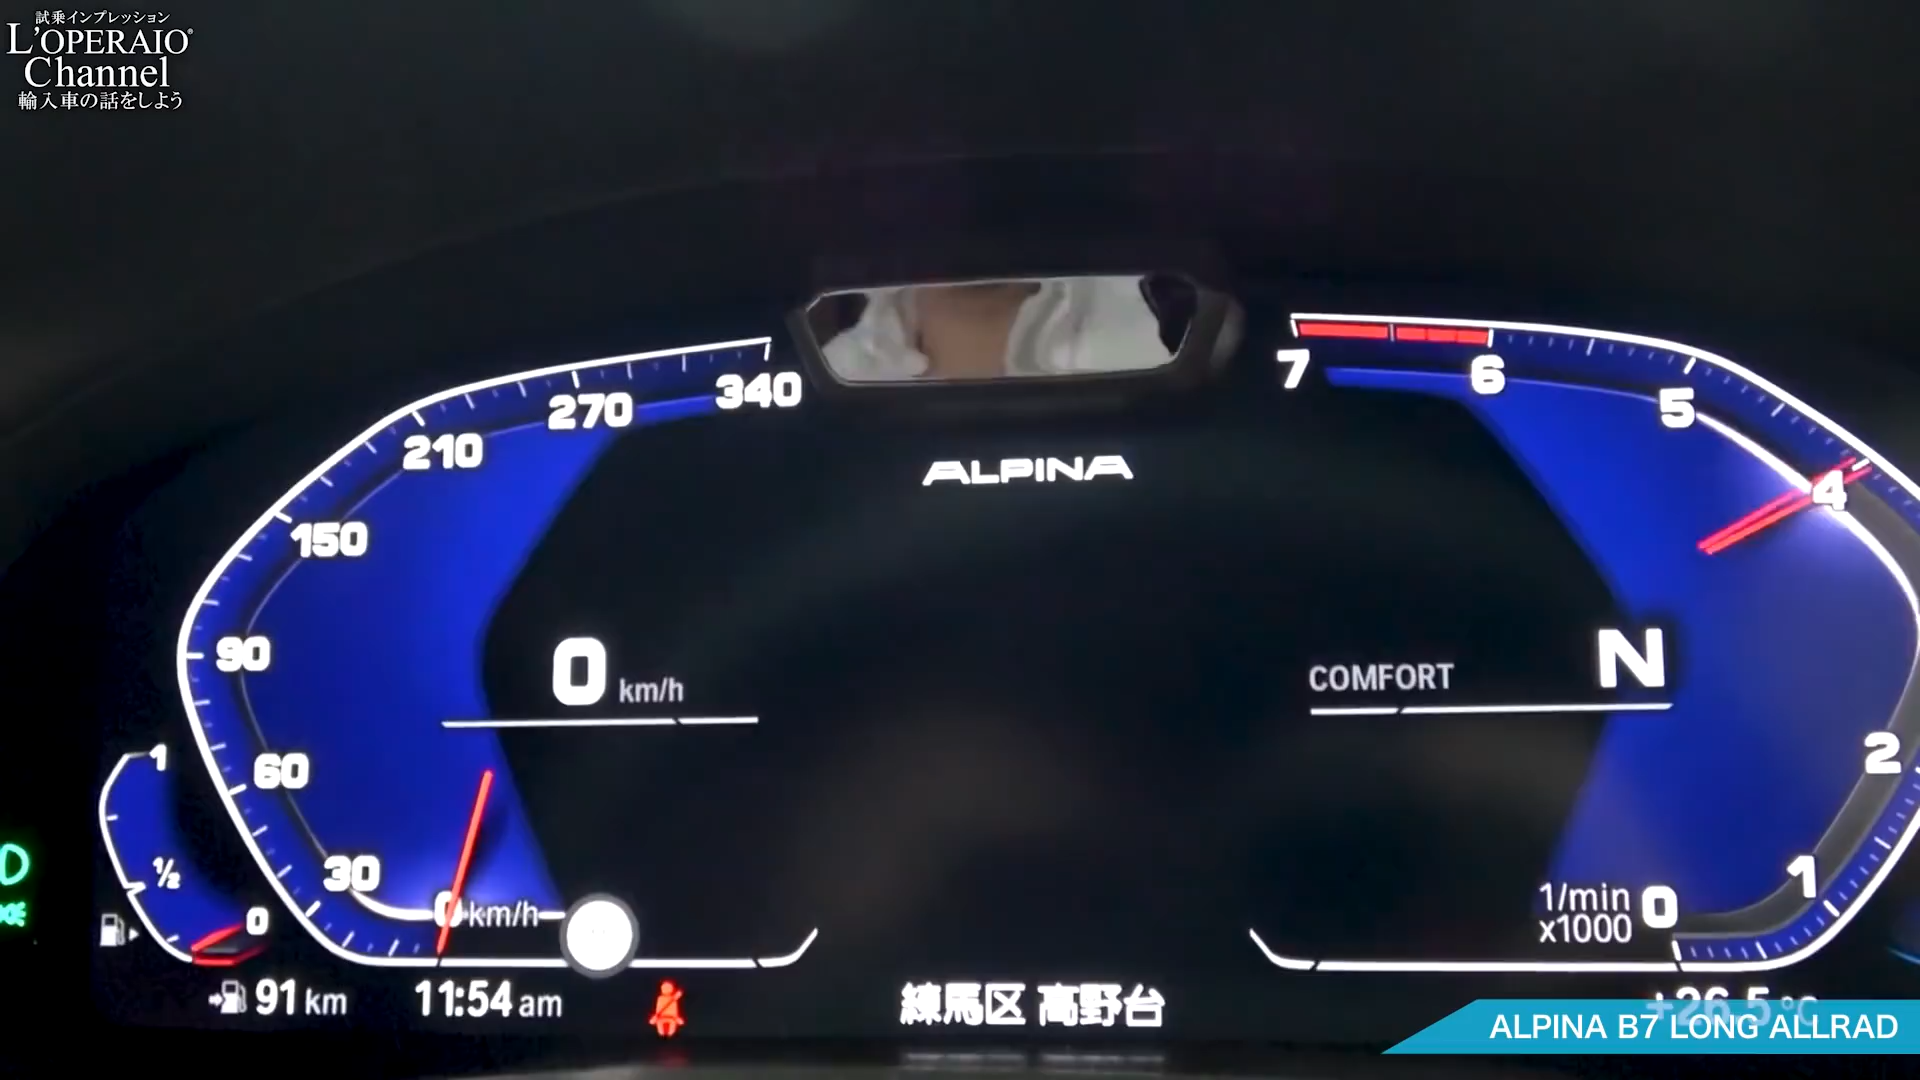 試乗インプレッション
L'OPERAIO®
Channel
輸入車の話をしよう
340
270
210
150
90
60
30
0 km/h
0 km/h
1
½
0
91 km
11:54 am
ALPINA
7
6
5
4
2
1
0
COMFORT
N
1/min
x1000
練馬区 高野台
+26.5 °C
ALPINA B7 LONG ALLRAD